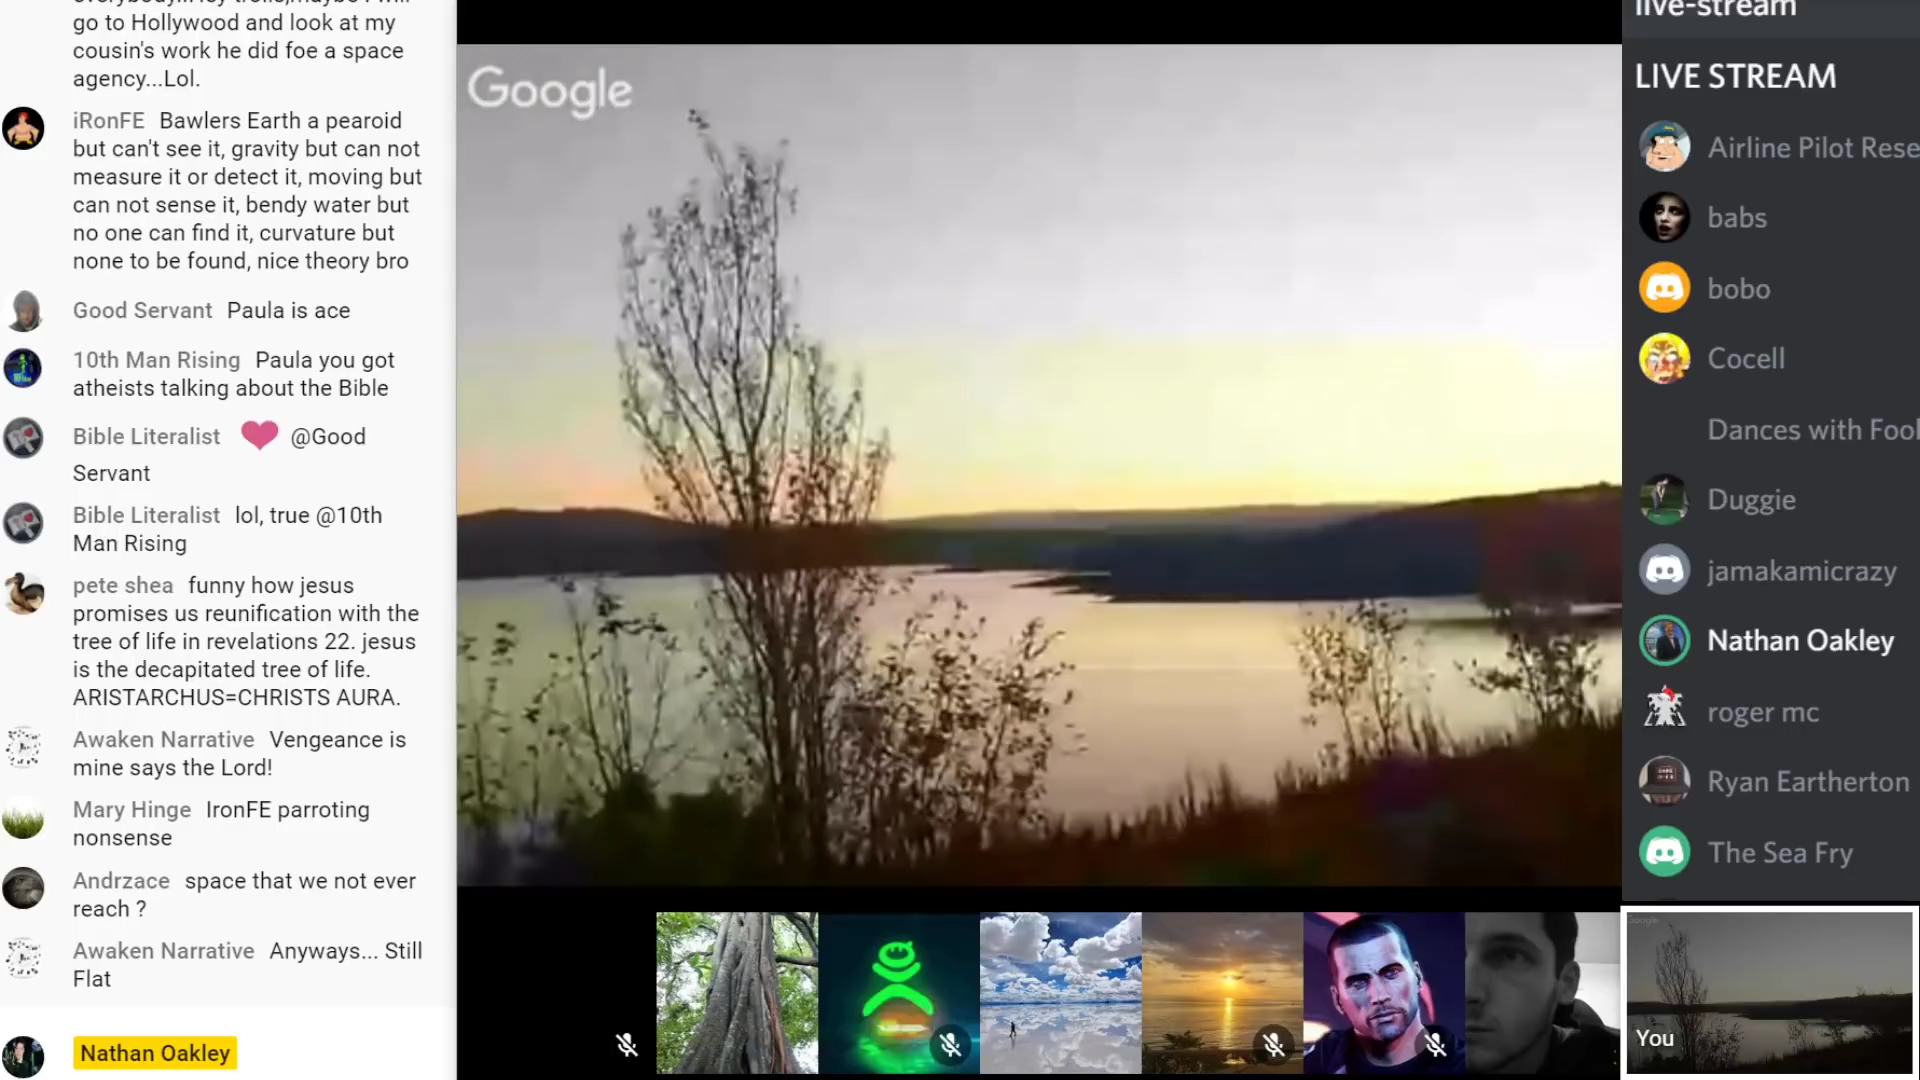 everybody...
go to Hollywood and look at my
cousin's work he did foe a space
agency...Lol.
iRonFE Bawlers Earth a pearoid
but can't see it, gravity but can not
measure it or detect it, moving but
can not sense it, bendy water but
no one can find it, curvature but
none to be found, nice theory bro
Good Servant Paula is ace
10th Man Rising Paula you got
atheists talking about the Bible
Bible Literalist @Good
Servant
Bible Literalist lol, true @10th
Man Rising
pete shea funny how jesus
promises us reunification with the
tree of life in revelations 22. jesus
is the decapitated tree of life.
ARISTARCHUS=CHRISTS AURA.
Awaken Narrative Vengeance is
mine says the Lord!
Mary Hinge IronFE parroting
nonsense
Andrzace space that we not ever
reach ?
Awaken Narrative Anyways... Still
Flat
Nathan Oakley
Google
live-stream
LIVE STREAM
Airline Pilot Rese
babs
bobo
Cocell
Dances with Fool
Duggie
jamakamicrazy
Nathan Oakley
roger mc
Ryan Eartherton
The Sea Fry
Google
You